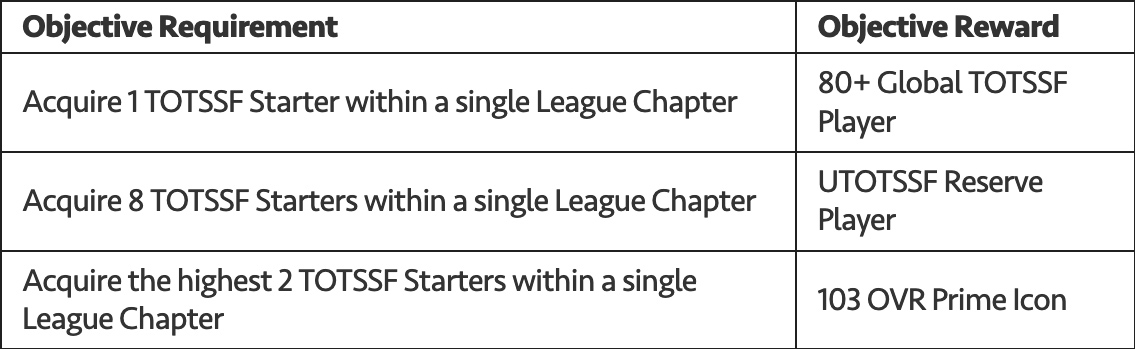 Objective Requirement
Objective Reward
Acquire 1 TOTSSF Starter within a single League Chapter
80+ Global TOTSSF
Player
Acquire 8 TOTSSF Starters within a single League Chapter
UTOTSSF Reserve
Player
Acquire the highest 2 TOTSSF Starters within a single
League Chapter
103 OVR Prime Icon